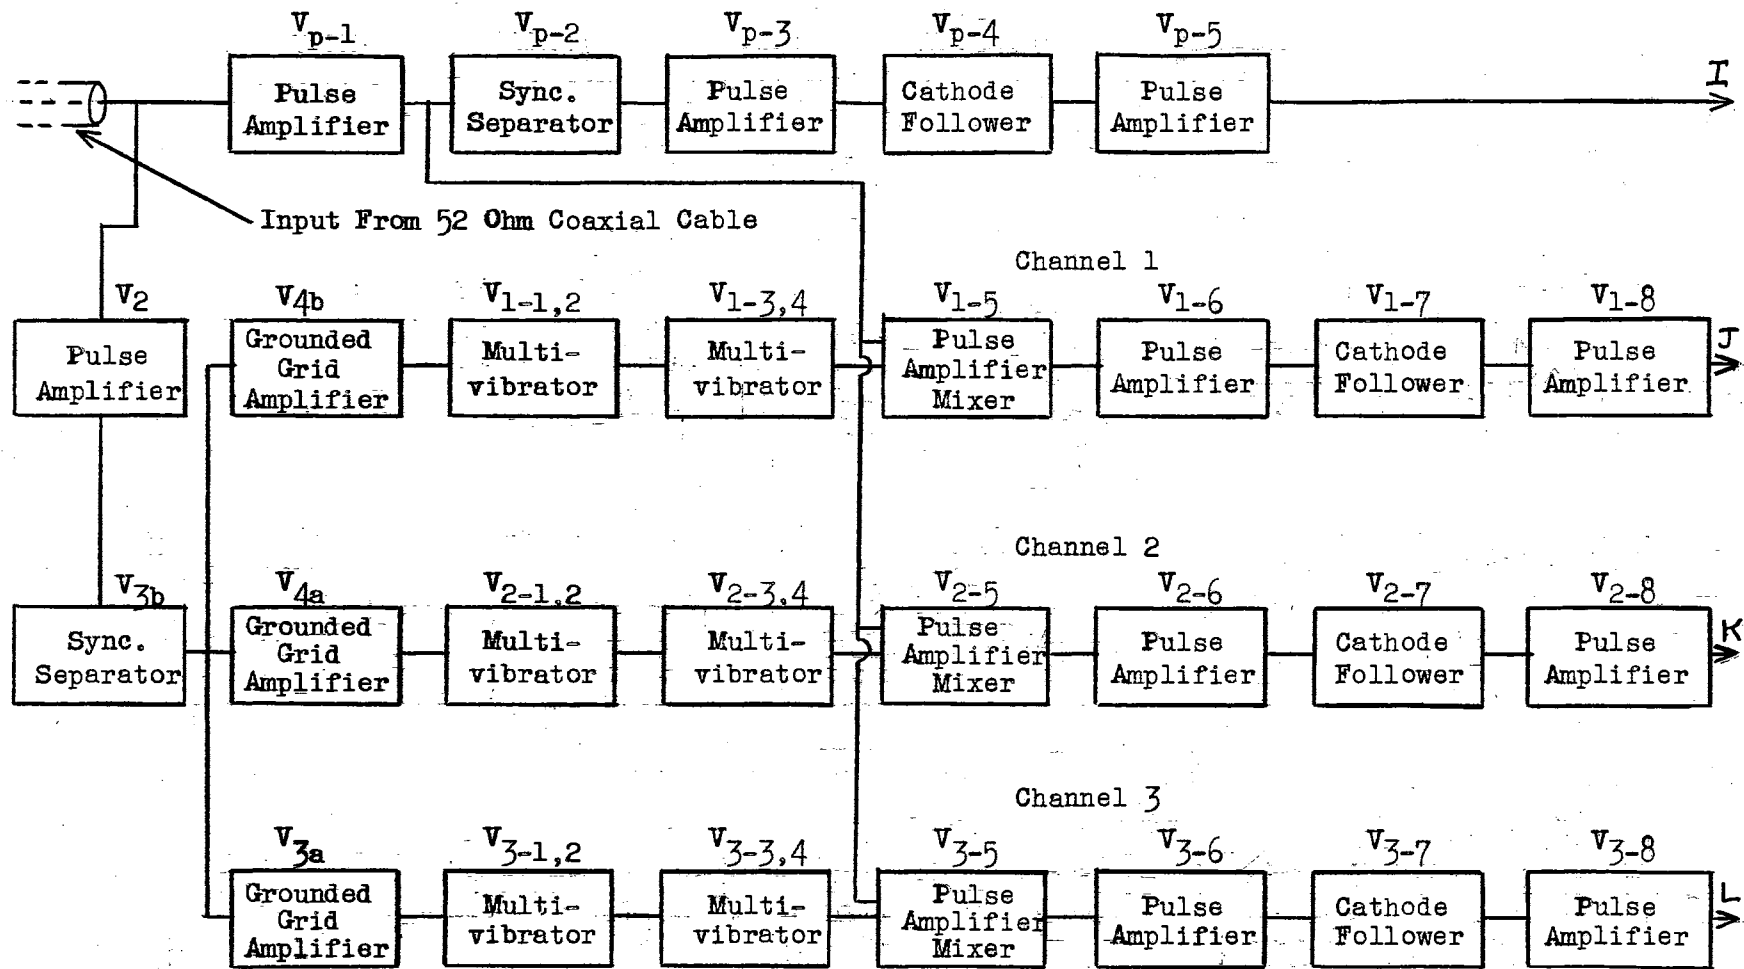 Vp-1
Vp-2
Vp-3
Vp-4
Vp-5
Pulse
Amplifier
Sync.
Separator
Pulse
Amplifier
Cathode
Follower
Pulse
Amplifier
I
Input From 52 Ohm Coaxial Cable
Channel 1
V2
V4b
V1-1,2
V1-3,4
V1-5
V1-6
V1-7
V1-8
Pulse
Amplifier
Grounded
Grid
Amplifier
Multi-
vibrator
Multi-
vibrator
Pulse
Amplifier
Mixer
Pulse
Amplifier
Cathode
Follower
Pulse
Amplifier
J
Channel 2
V3b
V4a
V2-1,2
V2-3,4
V2-5
V2-6
V2-7
V2-8
Sync.
Separator
Grounded
Grid
Amplifier
Multi-
vibrator
Multi-
vibrator
Pulse
Amplifier
Mixer
Pulse
Amplifier
Cathode
Follower
Pulse
Amplifier
K
Channel 3
V3a
V3-1,2
V3-3,4
V3-5
V3-6
V3-7
V3-8
Grounded
Grid
Amplifier
Multi-
vibrator
Multi-
vibrator
Pulse
Amplifier
Mixer
Pulse
Amplifier
Cathode
Follower
Pulse
Amplifier
L